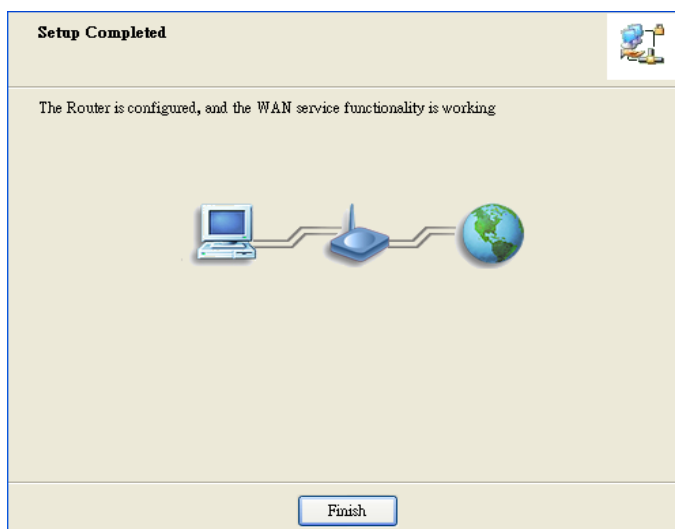 Setup Completed
The Router is configured, and the WAN service functionality is working
Finish